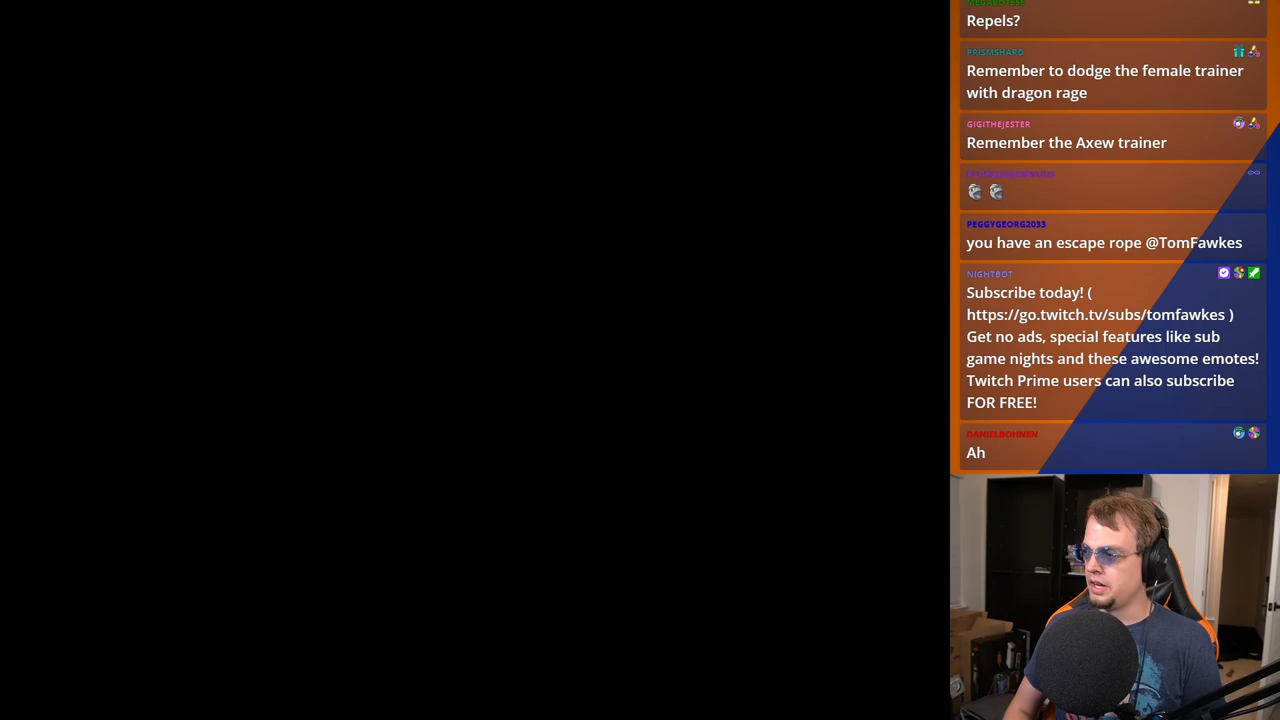 Repels?
PRISMSHARD
Remember to dodge the female trainer
with dragon rage
GIGITHEJESTER
Remember the Axew trainer
PEGGYGEORG2033
you have an escape rope @TomFawkes
NIGHTBOT
Subscribe today! (
https://go.twitch.tv/subs/tomfawkes )
Get no ads, special features like sub
game nights and these awesome emotes!
Twitch Prime users can also subscribe
FOR FREE!
DANIELBOHNEN
Ah